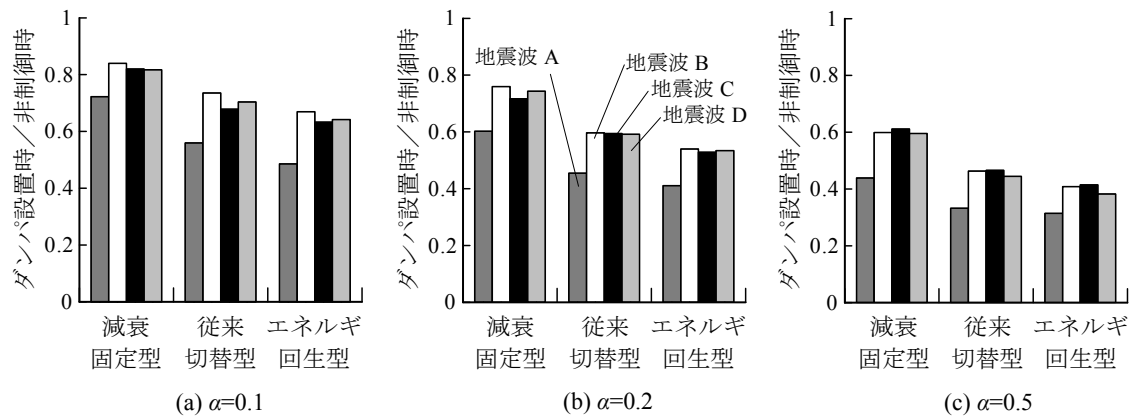 ダンパ設置時／非制御時
1
0.8
0.6
0.4
0.2
0
減衰
固定型
従来
切替型
エネルギ
回生型
(a) α=0.1
ダンパ設置時／非制御時
1
0.8
0.6
0.4
0.2
0
地震波 A
地震波 B
地震波 C
地震波 D
減衰
固定型
従来
切替型
エネルギ
回生型
(b) α=0.2
ダンパ設置時／非制御時
1
0.8
0.6
0.4
0.2
0
減衰
固定型
従来
切替型
エネルギ
回生型
(c) α=0.5